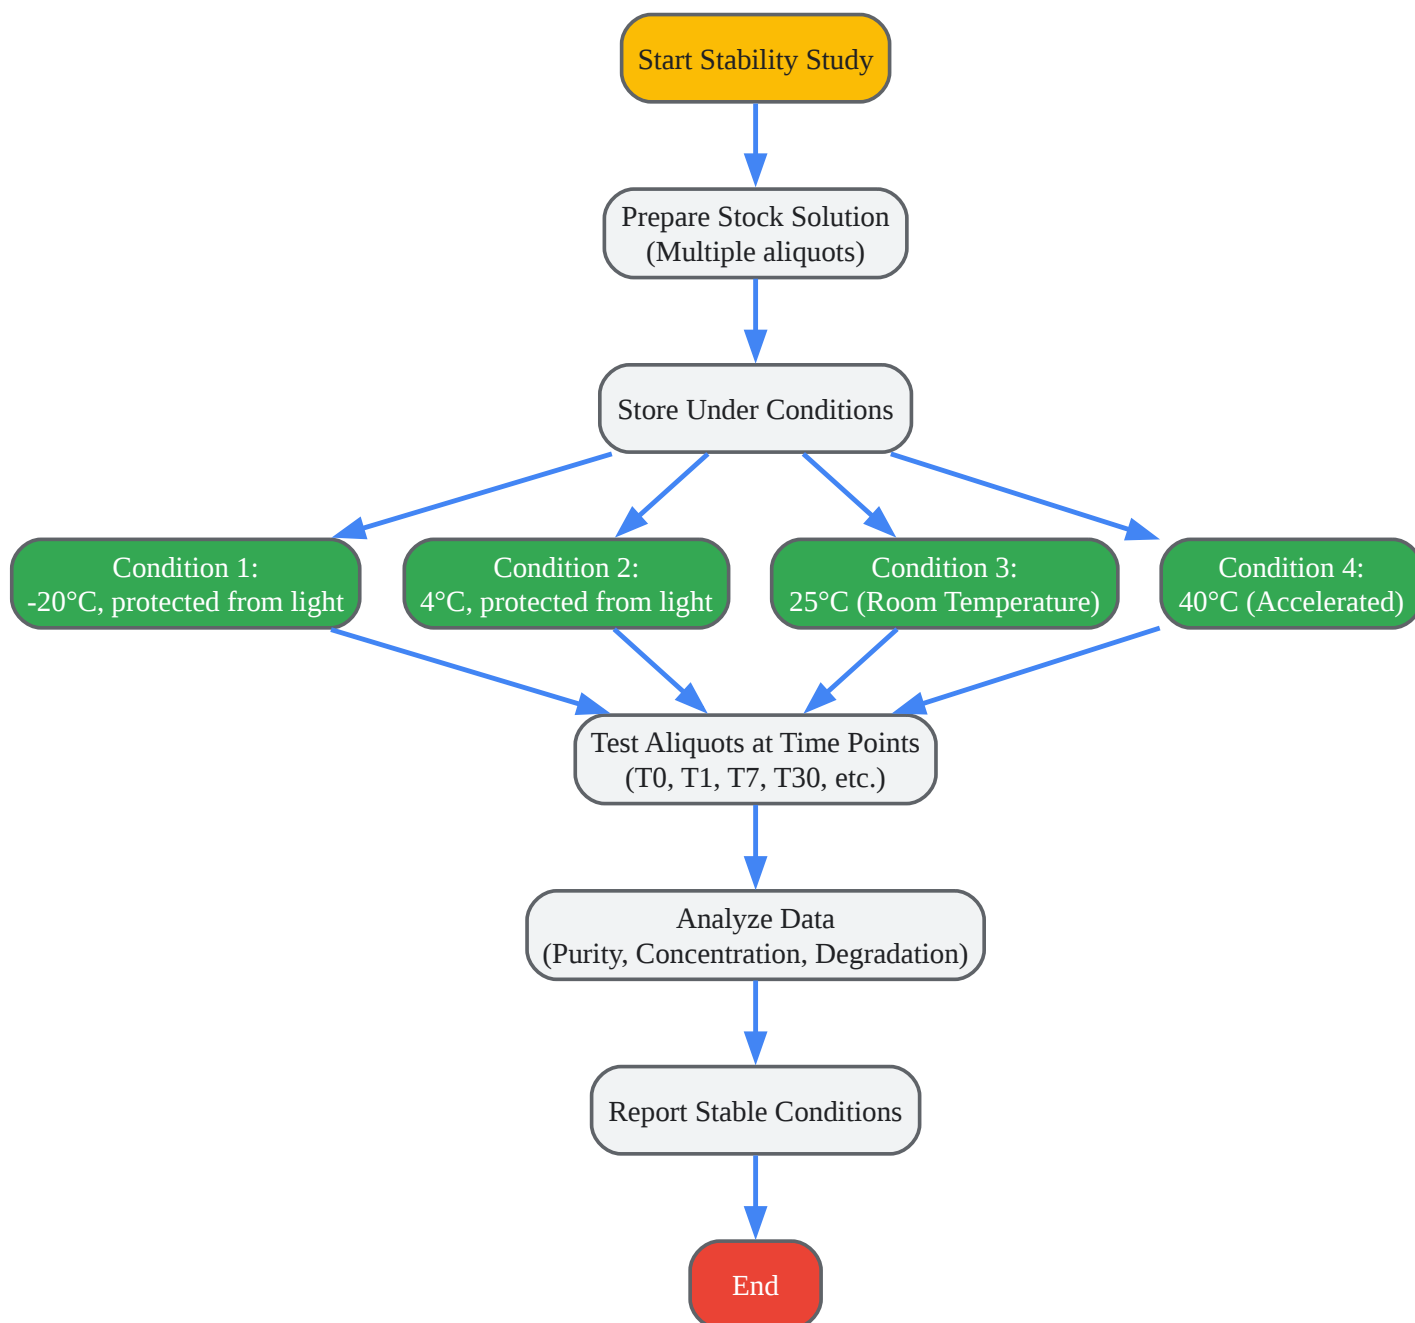 Start Stability Study
Prepare Stock Solution
(Multiple aliquots)
Store Under Conditions
Condition 1:
-20°C, protected from light
Condition 2:
4°C, protected from light
Condition 3:
25°C (Room Temperature)
Condition 4:
40°C (Accelerated)
Test Aliquots at Time Points
(T0, T1, T7, T30, etc.)
Analyze Data
(Purity, Concentration, Degradation)
Report Stable Conditions
End